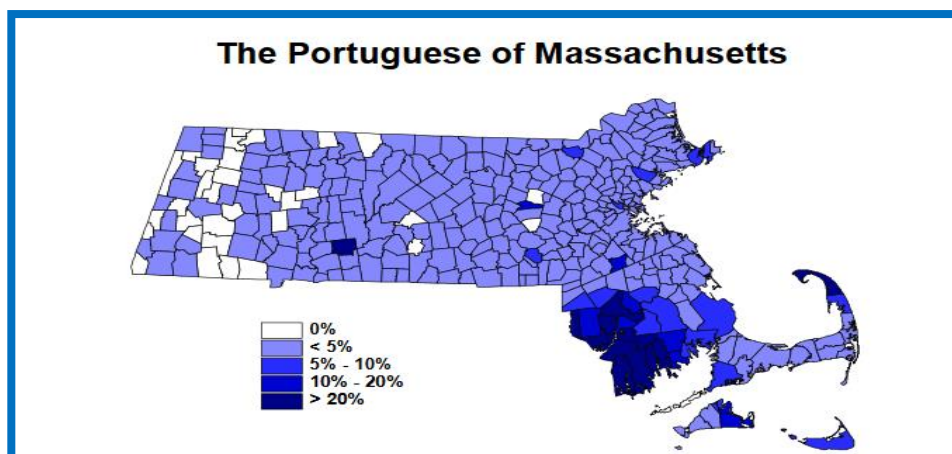 The Portuguese of Massachusetts
0%
< 5%
5% - 10%
10% - 20%
> 20%